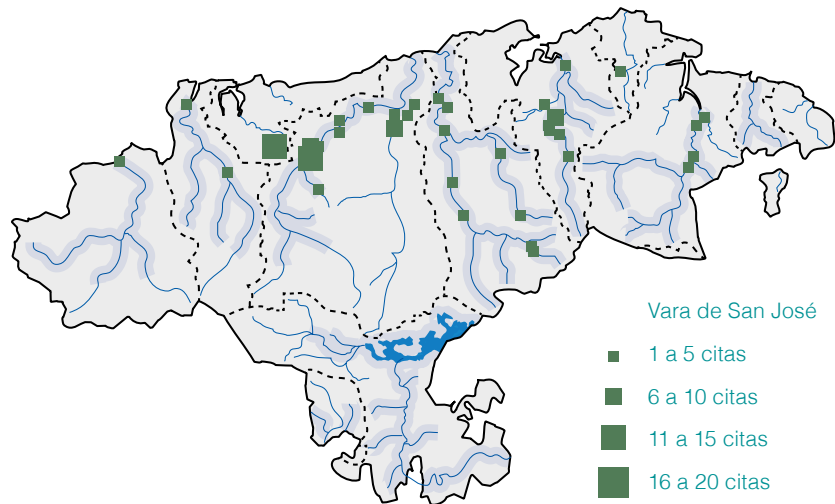 Vara de San José
1 a 5 citas
6 a 10 citas
11 a 15 citas
16 a 20 citas